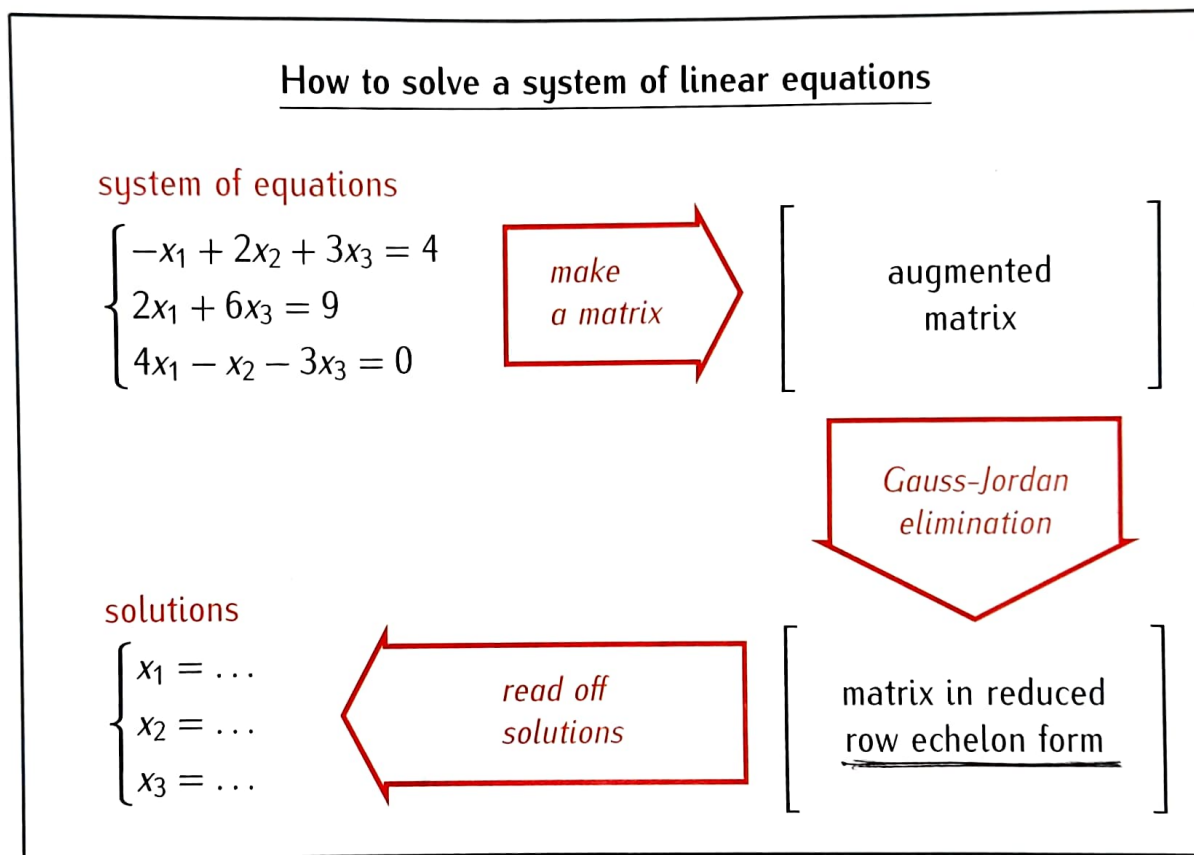 How to solve a system of linear equations
system of equations
−x₁ + 2x₂ + 3x₃ = 4
2x₁ + 6x₃ = 9
4x₁ − x₂ − 3x₃ = 0
make
a matrix
augmented
matrix
Gauss-Jordan
elimination
matrix in reduced
row echelon form
read off
solutions
solutions
x₁ = ...
x₂ = ...
x₃ = ...